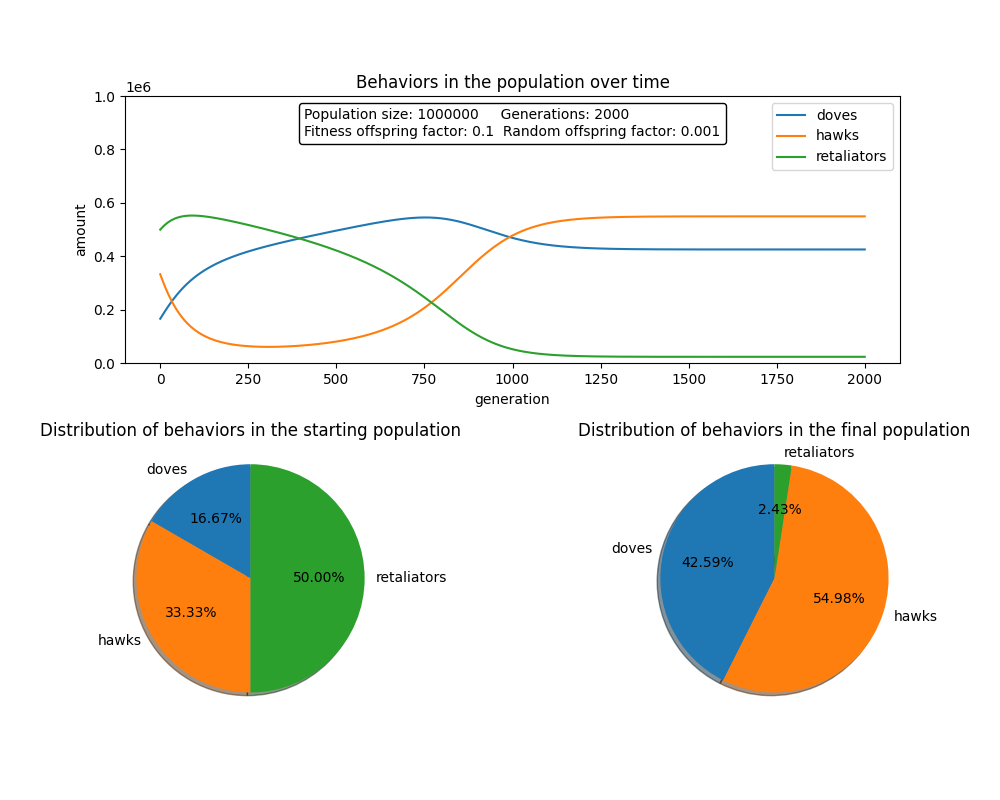 Behaviors in the population over time
1e6
Population size: 1000000     Generations: 2000
Fitness offspring factor: 0.1  Random offspring factor: 0.001
doves
hawks
retaliators
1.0
0.8
0.6
0.4
0.2
0.0
amount
0 250 500 750 1000 1250 1500 1750 2000
generation
Distribution of behaviors in the starting population
doves
16.67%
50.00%
retaliators
33.33%
hawks
Distribution of behaviors in the final population
retaliators
2.43%
doves
42.59%
54.98%
hawks